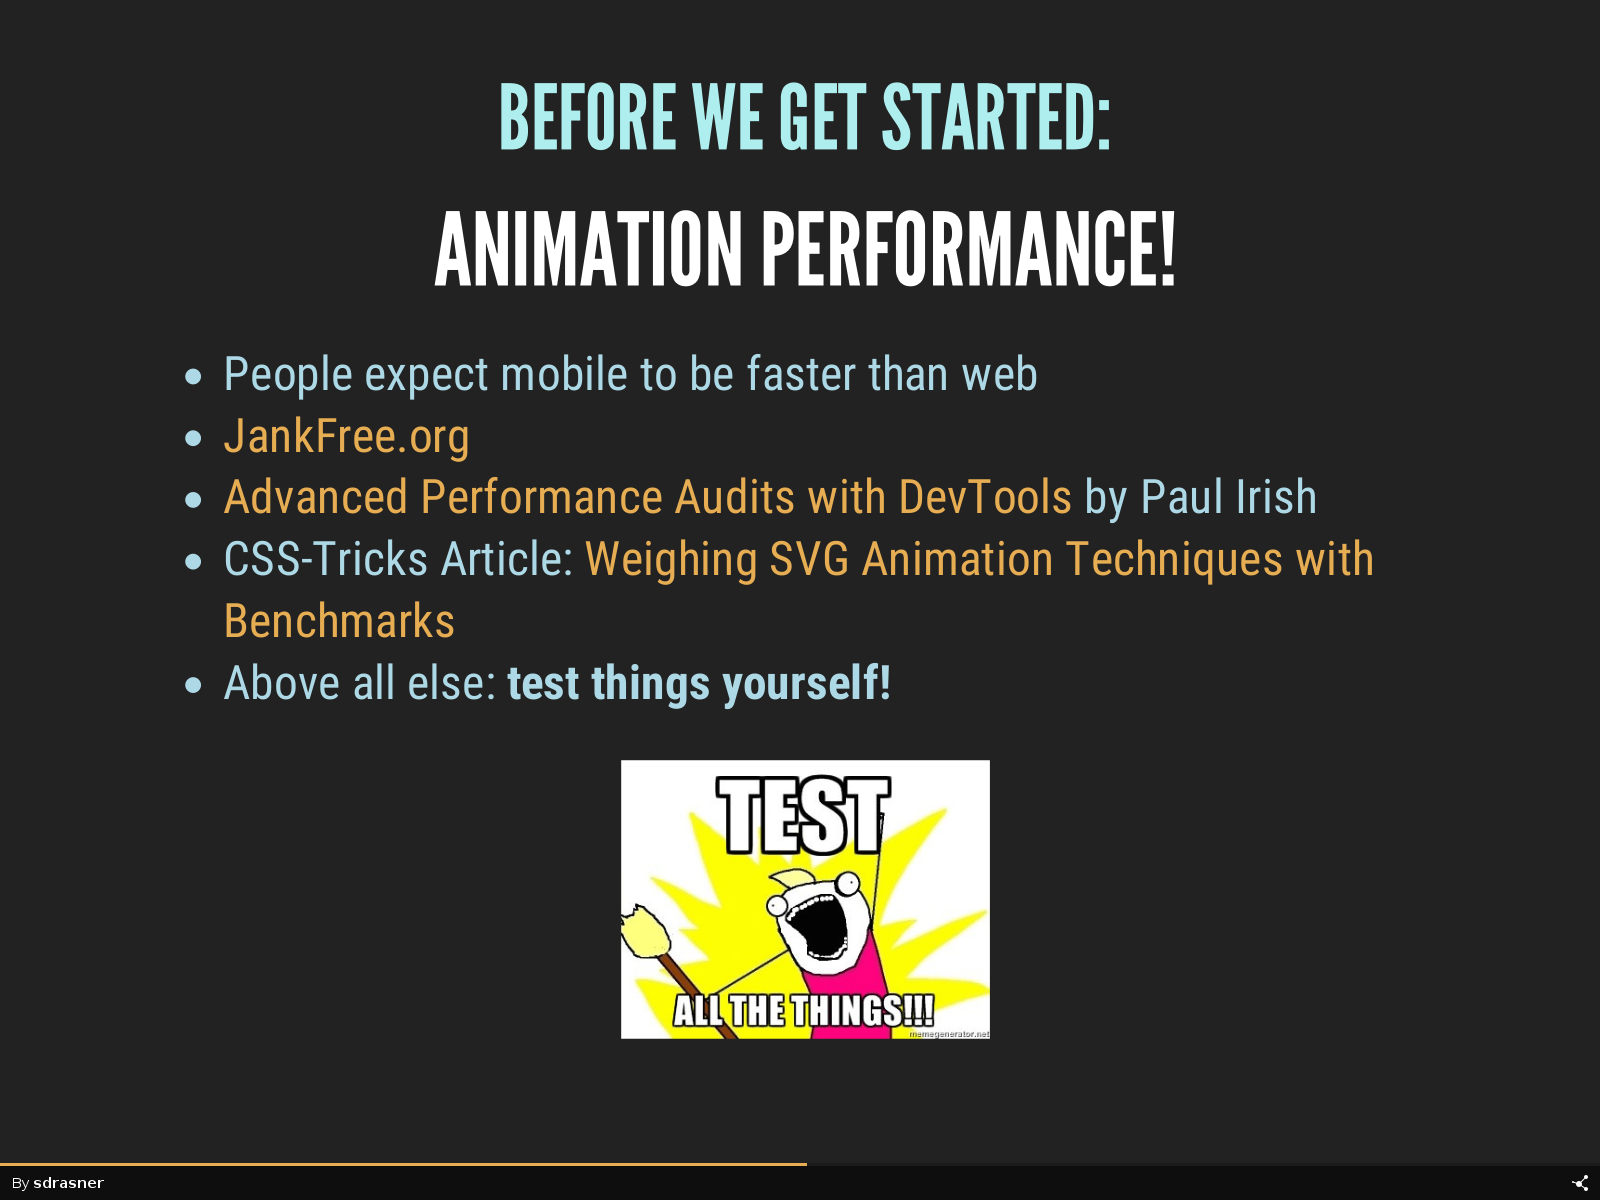 BEFORE WE GET STARTED:
ANIMATION PERFORMANCE!
• People expect mobile to be faster than web
• JankFree.org
• Advanced Performance Audits with DevTools by Paul Irish
• CSS-Tricks Article: Weighing SVG Animation Techniques with
Benchmarks
• Above all else: test things yourself!
TEST
ALL THE THINGS!!!
memegenerator.net
By sdrasner